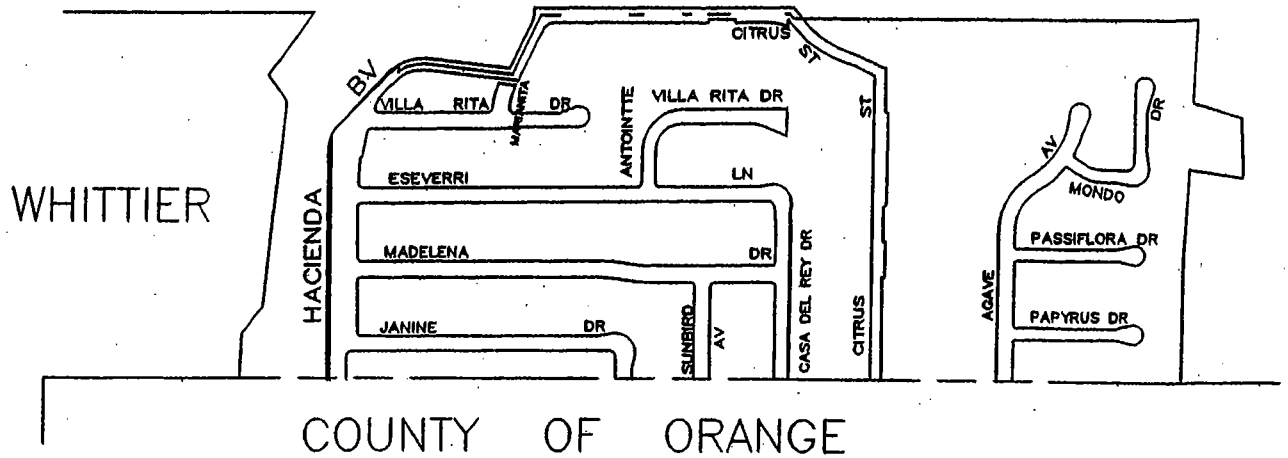 CITRUS
ST
BV
VILLA RITA DR
MARIANITA
ANTOINTTE
VILLA RITA DR
ST
AV
DR
MONDO
WHITTIER
HACIENDA
ESEVERRI LN
MADELENA DR
CASA DEL REY DR
PASSIFLORA DR
AGAVE
JANINE DR
SUNBIRD
AV
CITRUS
PAPYRUS DR
COUNTY OF ORANGE